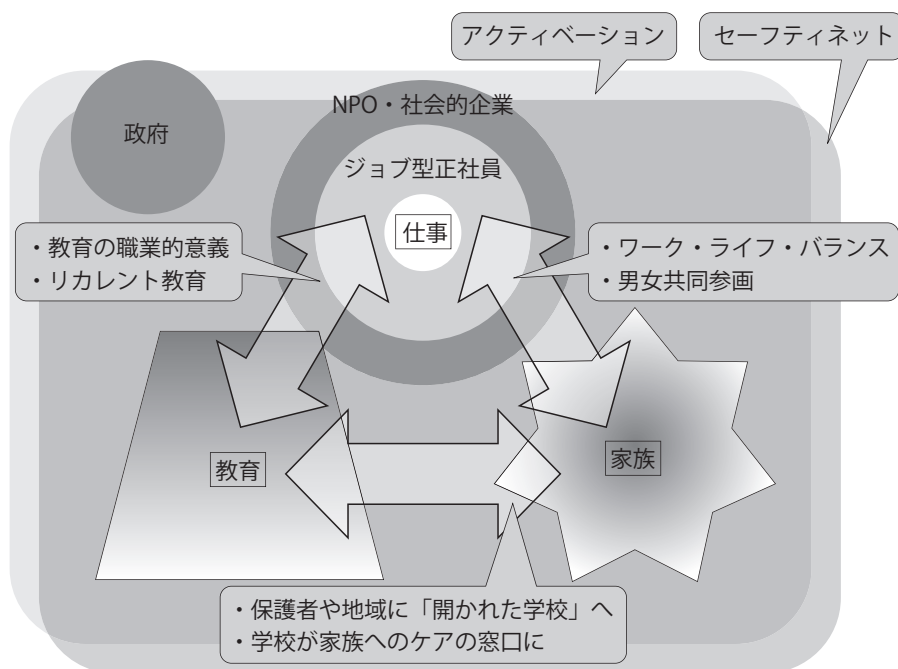 アクティベーション
セーフティネット
政府
NPO・社会的企業
ジョブ型正社員
仕事
・教育の職業的意義
・リカレント教育
・ワーク・ライフ・バランス
・男女共同参画
教育
家族
・保護者や地域に「開かれた学校」へ
・学校が家族へのケアの窓口に